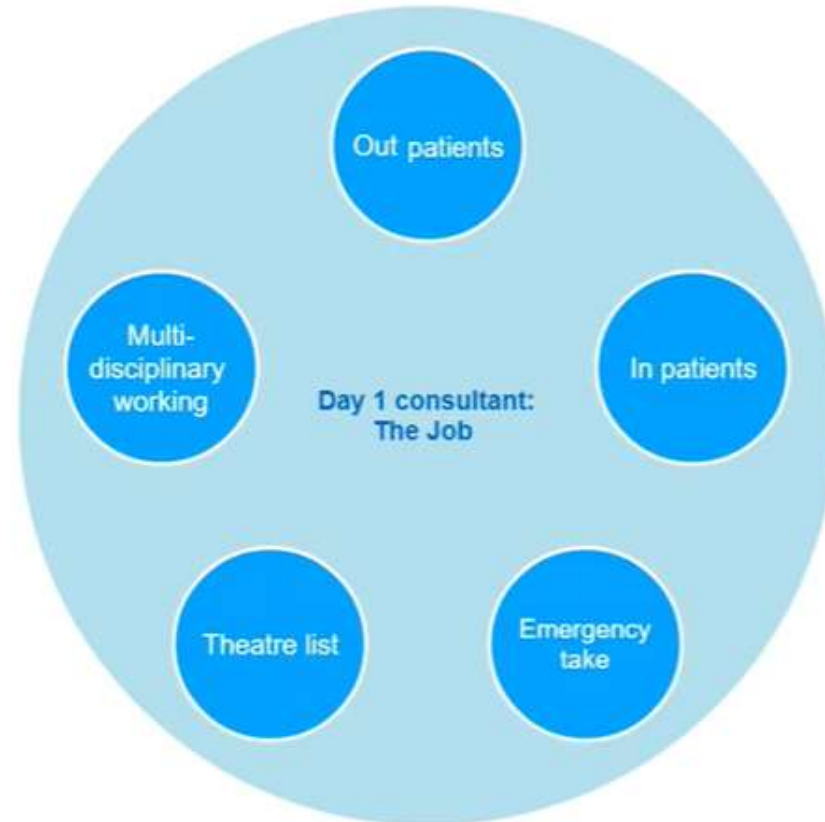 Out patients
Multi-
disciplinary
working
In patients
Day 1 consultant:
The Job
Theatre list
Emergency
take